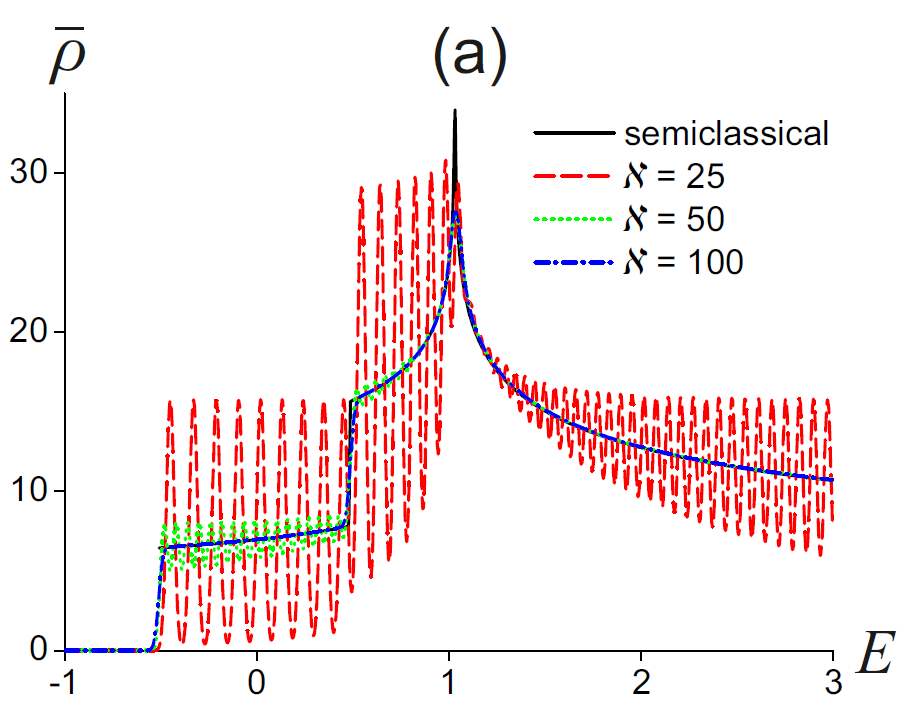 ρ̅
(a)
semiclassical
ℵ = 25
ℵ = 50
ℵ = 100
30
20
10
0
-1 0 1 2 3 E